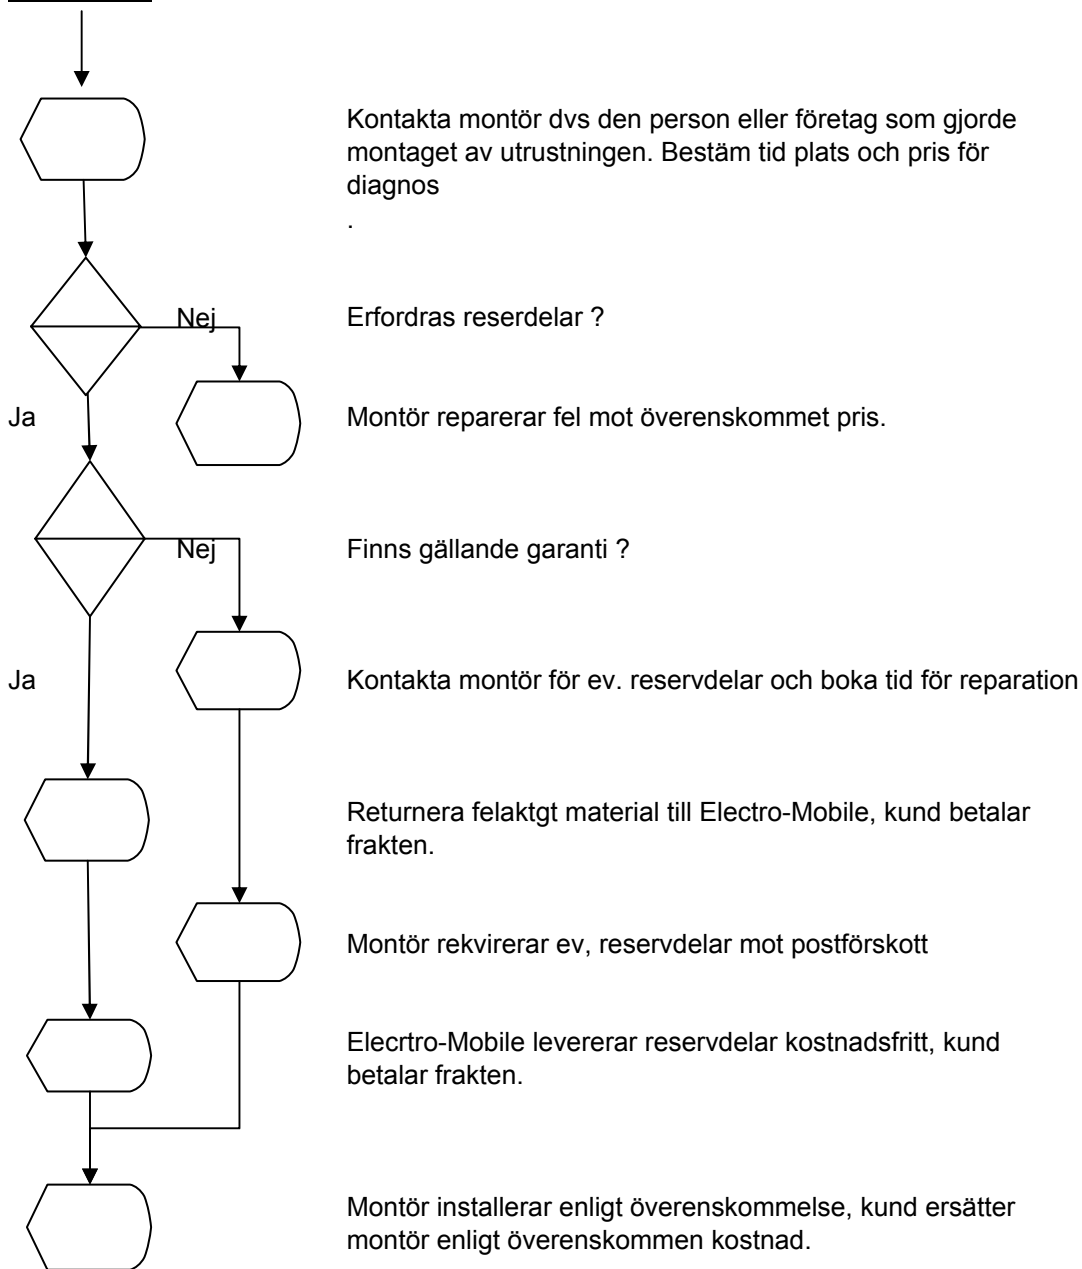 Kontakta montör dvs den person eller företag som gjorde
montaget av utrustningen. Bestäm tid plats och pris för
diagnos
.
Nej
Erfordras reserdelar ?
Ja
Montör reparerar fel mot överenskommet pris.
Nej
Finns gällande garanti ?
Ja
Kontakta montör för ev. reservdelar och boka tid för reparation
Returnera felaktgt material till Electro-Mobile, kund betalar
frakten.
Montör rekvirerar ev, reservdelar mot postförskott
Elecrtro-Mobile levererar reservdelar kostnadsfritt, kund
betalar frakten.
Montör installerar enligt överenskommelse, kund ersätter
montör enligt överenskommen kostnad.